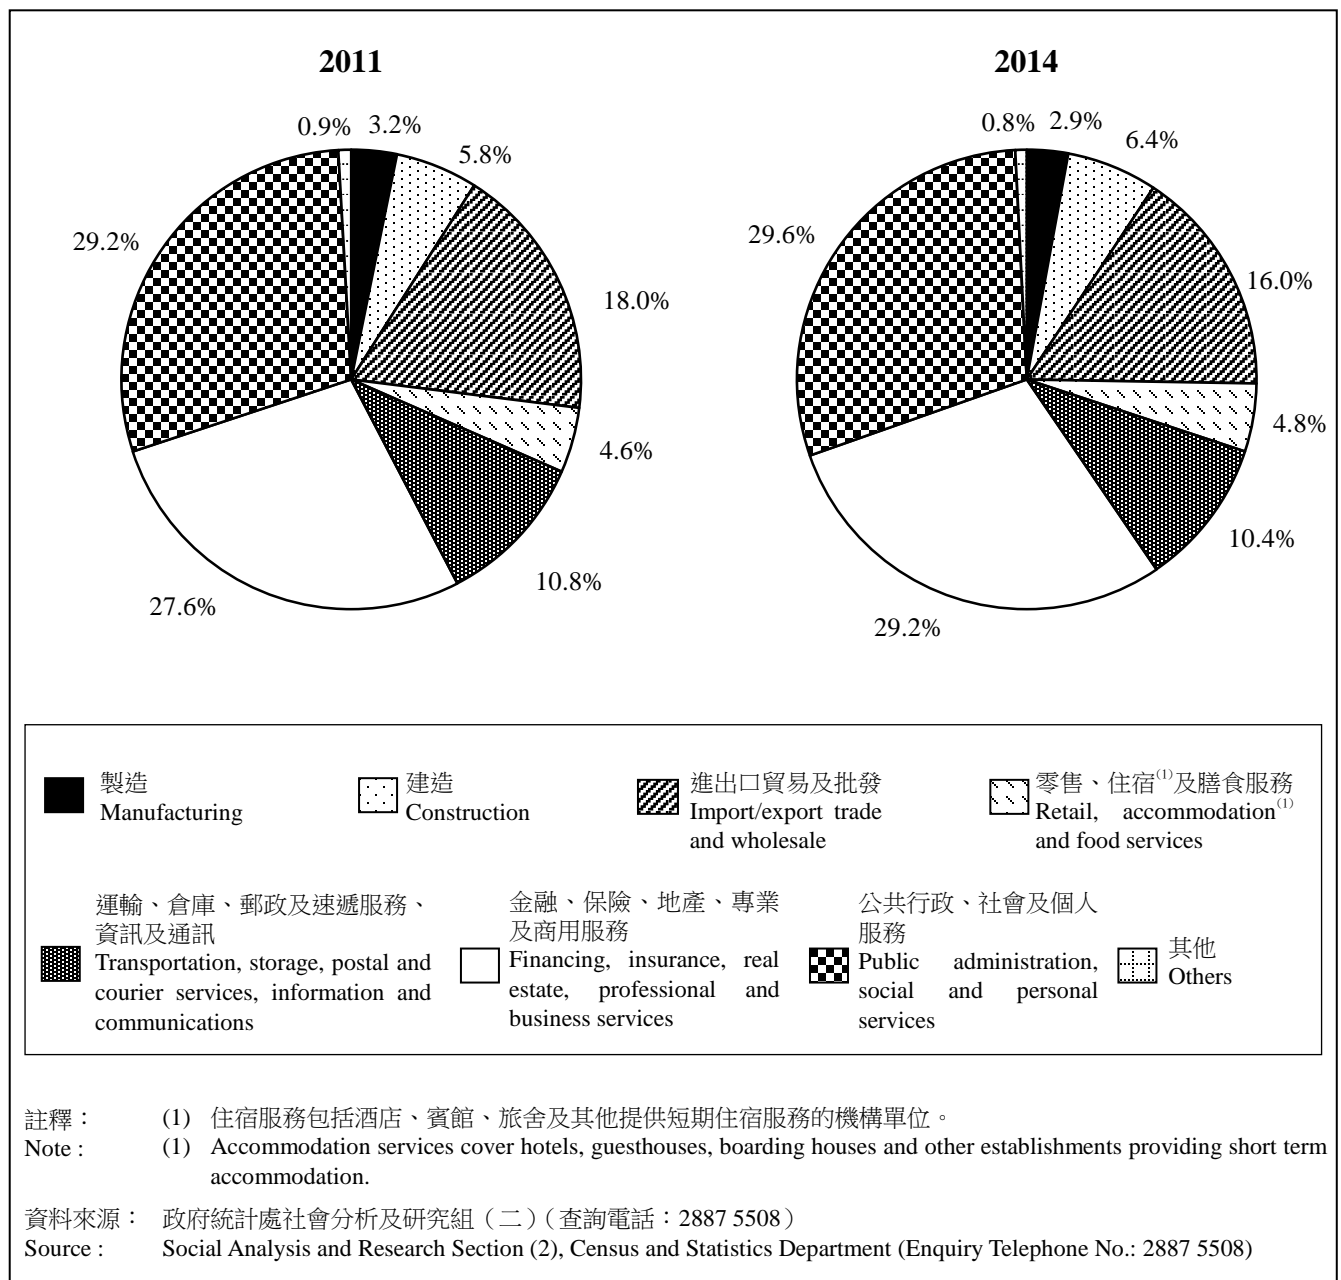 2011
2014
0.9%
3.2%
5.8%
18.0%
4.6%
10.8%
27.6%
29.2%
0.8%
2.9%
6.4%
16.0%
4.8%
10.4%
29.2%
29.6%
製造
Manufacturing
建造
Construction
進出口貿易及批發
Import/export trade
and wholesale
零售、住宿(1)及膳食服務
Retail, accommodation(1)
and food services
運輸、倉庫、郵政及速遞服務、
資訊及通訊
Transportation, storage, postal and
courier services, information and
communications
金融、保險、地產、專業
及商用服務
Financing, insurance, real
estate, professional and
business services
公共行政、社會及個人
服務
Public administration,
social and personal
services
其他
Others
註釋： (1) 住宿服務包括酒店、賓館、旅舍及其他提供短期住宿服務的機構單位。
Note : (1) Accommodation services cover hotels, guesthouses, boarding houses and other establishments providing short term
accommodation.
資料來源： 政府統計處社會分析及研究組（二）（查詢電話：2887 5508）
Source : Social Analysis and Research Section (2), Census and Statistics Department (Enquiry Telephone No.: 2887 5508)